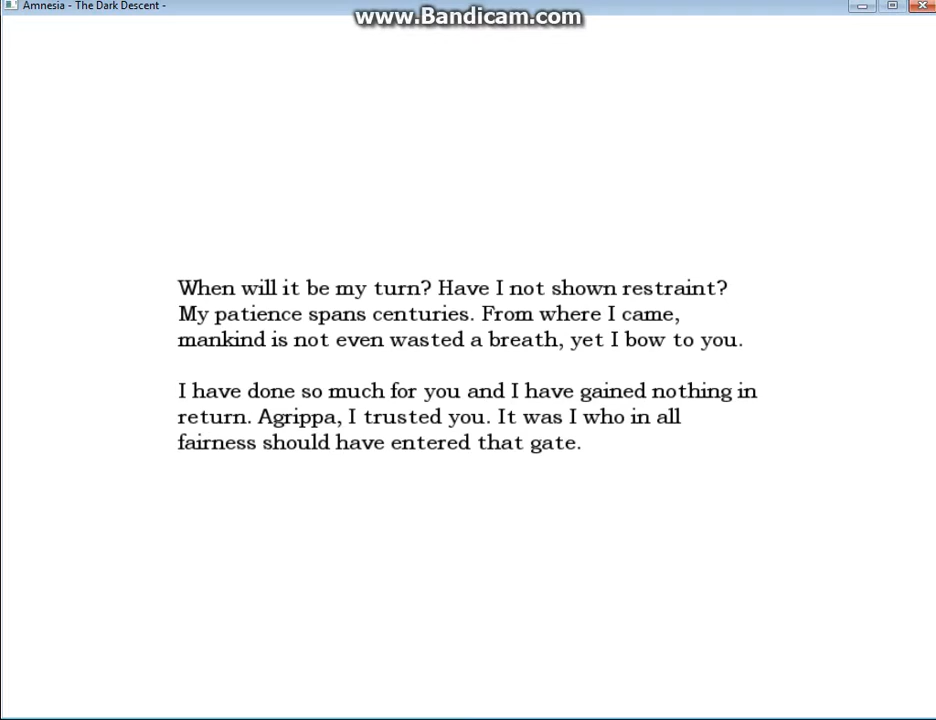 Amnesia - The Dark Descent -
www.Bandicam.com
When will it be my turn? Have I not shown restraint?
My patience spans centuries. From where I came,
mankind is not even wasted a breath, yet I bow to you.
I have done so much for you and I have gained nothing in
return. Agrippa, I trusted you. It was I who in all
fairness should have entered that gate.